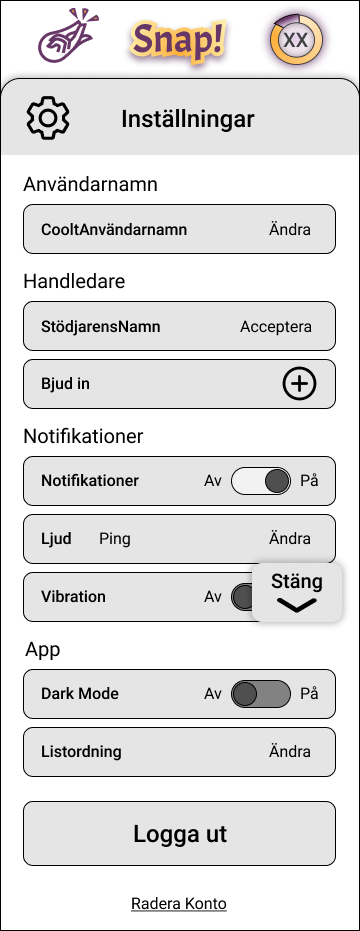 Snap!
XX
Inställningar
Användarnamn
CooltAnvändarnamn Ändra
Handledare
StödjarensNamn Acceptera
Bjud in
Notifikationer
Notifikationer Av På
Ljud Ping Ändra
Vibration Av
Stäng
App
Dark Mode Av På
Listordning Ändra
Logga ut
Radera Konto